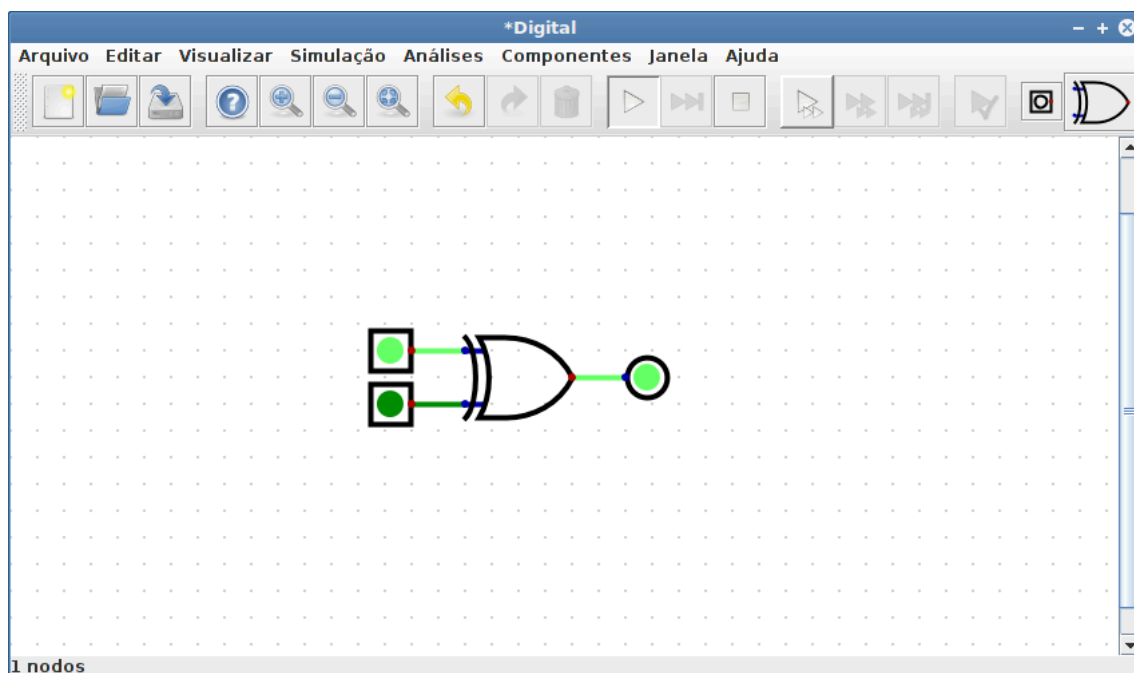 *Digital
Arquivo Editar Visualizar Simulação Análises Componentes Janela Ajuda
1 nodos